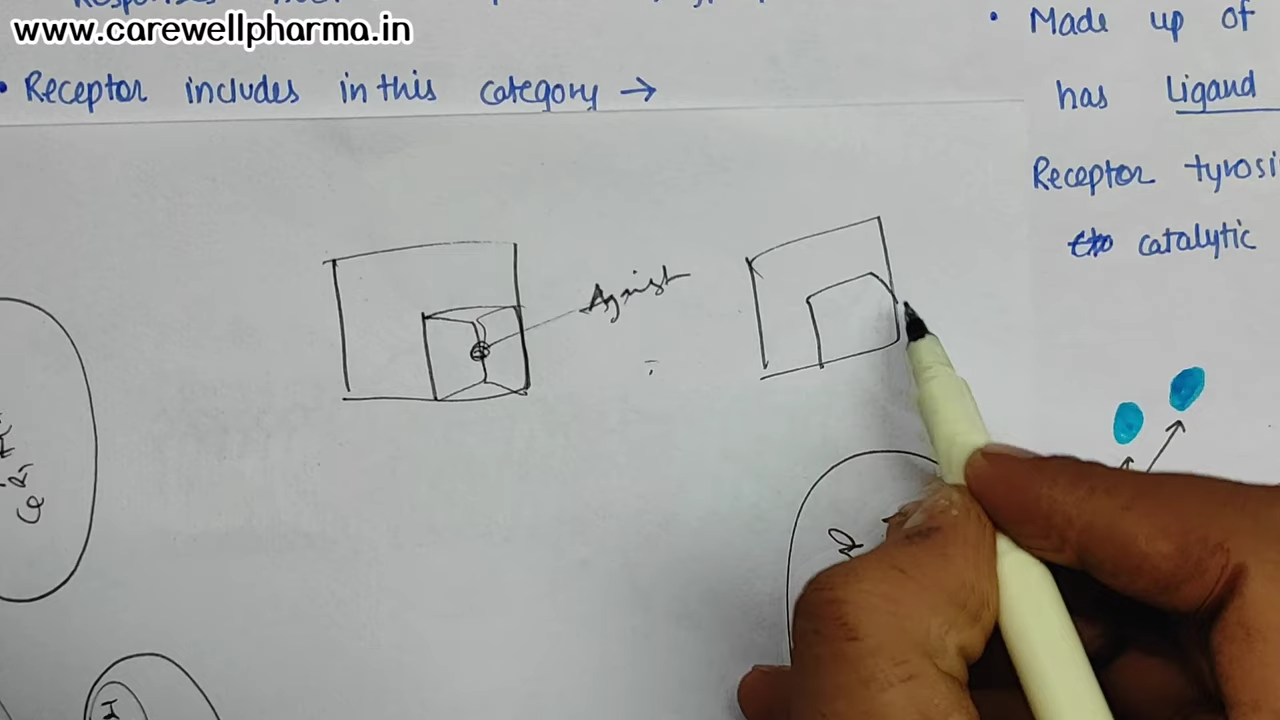 www.carewellpharma.in
• Receptor includes in this category →
Agonist
• Made up of
has Ligand
Receptor tyrosi
catalytic